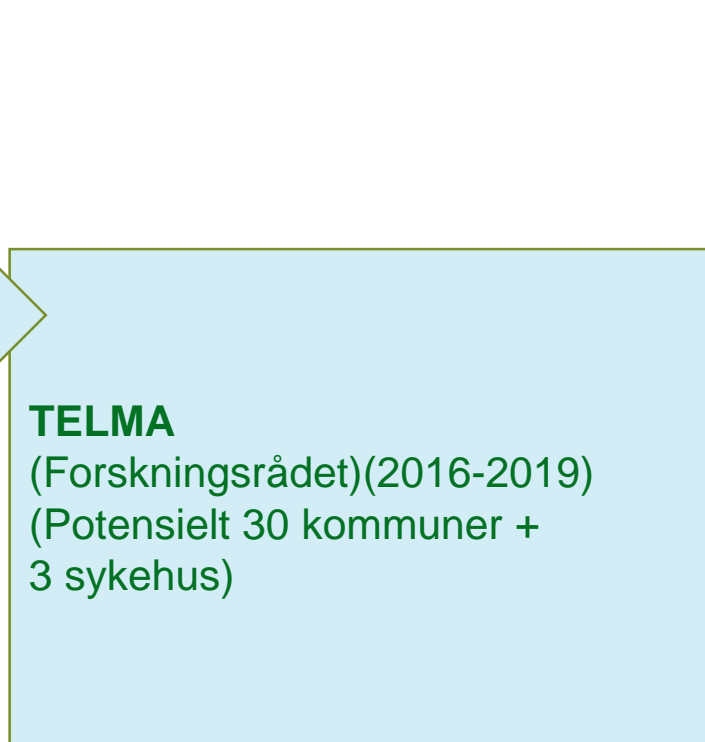 TELMA
(Forskningsrådet)(2016-2019)
(Potensielt 30 kommuner +
3 sykehus)